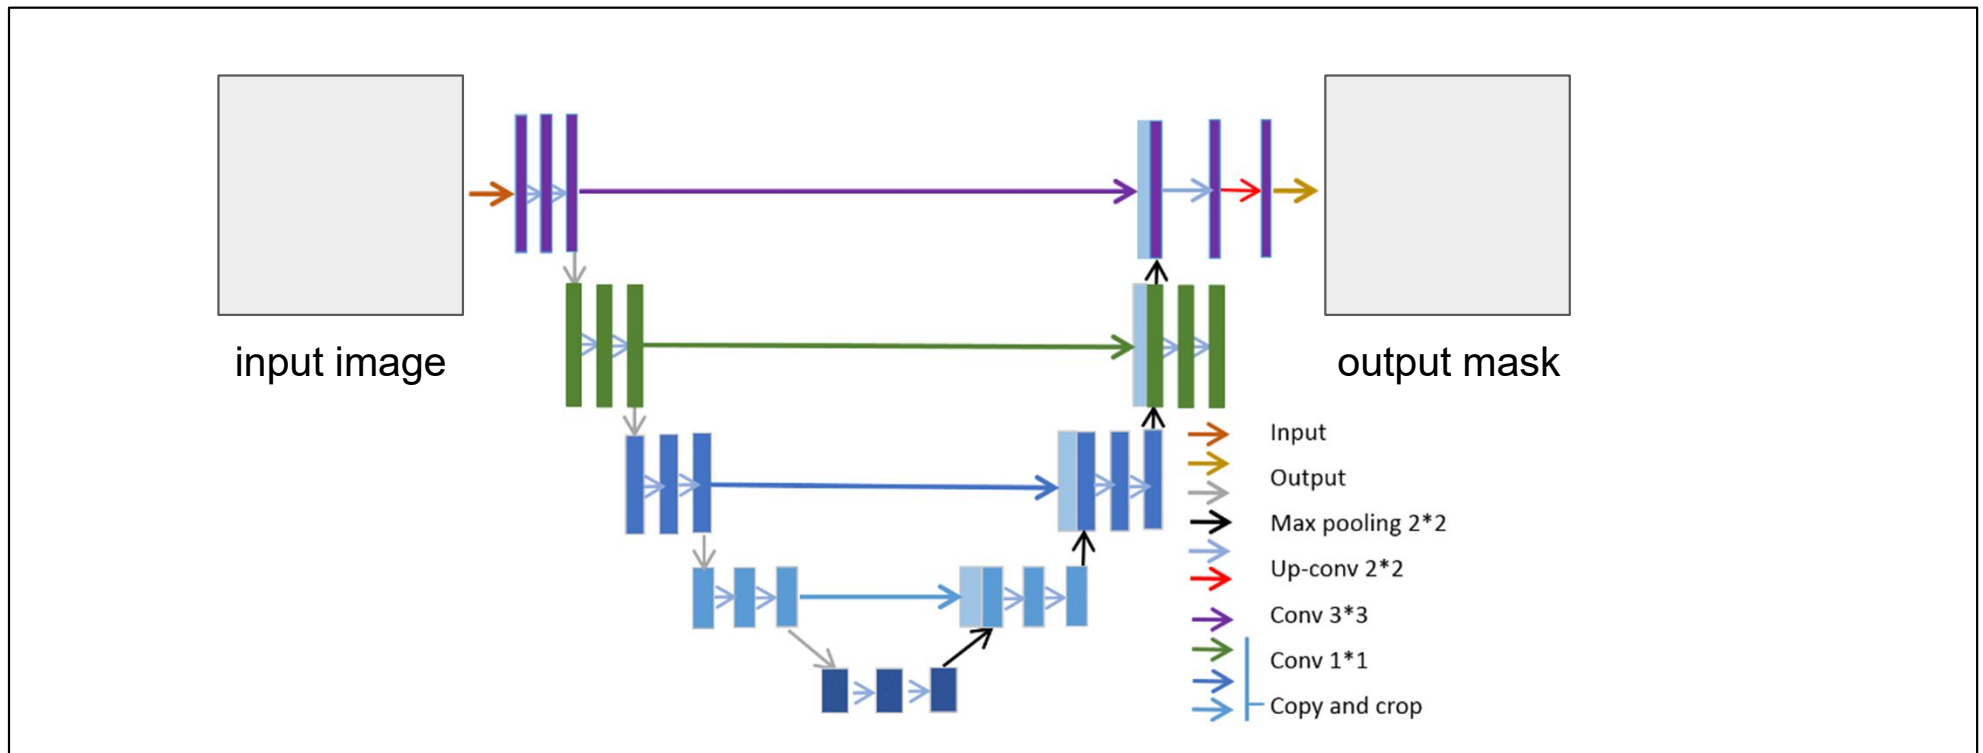 input image
output mask
Input
Output
Max pooling 2*2
Up-conv 2*2
Conv 3*3
Conv 1*1
Copy and crop